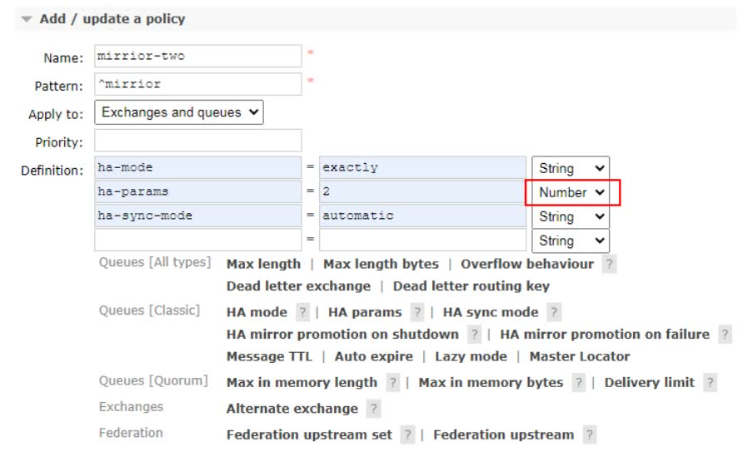 Add / update a policy
Name: mirrior-two *
Pattern: ^mirrior *
Apply to: Exchanges and queues
Priority:
Definition: ha-mode = exactly String
ha-params = 2 Number
ha-sync-mode = automatic String
= String
Queues [All types] Max length | Max length bytes | Overflow behaviour ?
Dead letter exchange | Dead letter routing key
Queues [Classic] HA mode ? | HA params ? | HA sync mode ?
HA mirror promotion on shutdown ? | HA mirror promotion on failure ?
Message TTL | Auto expire | Lazy mode | Master Locator
Queues [Quorum] Max in memory length ? | Max in memory bytes ? | Delivery limit ?
Exchanges Alternate exchange ?
Federation Federation upstream set ? | Federation upstream ?